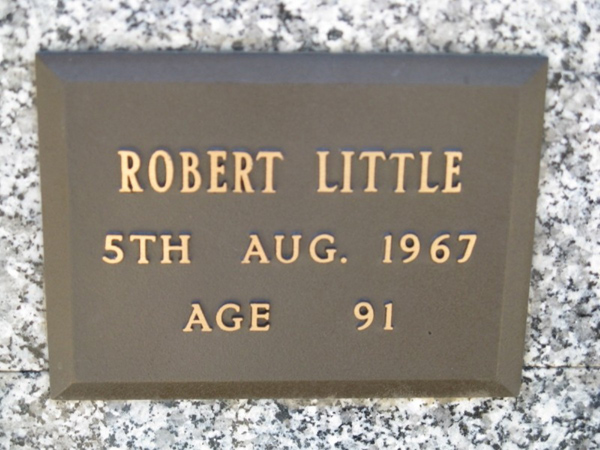 ROBERT LITTLE
5TH AUG. 1967
AGE 91